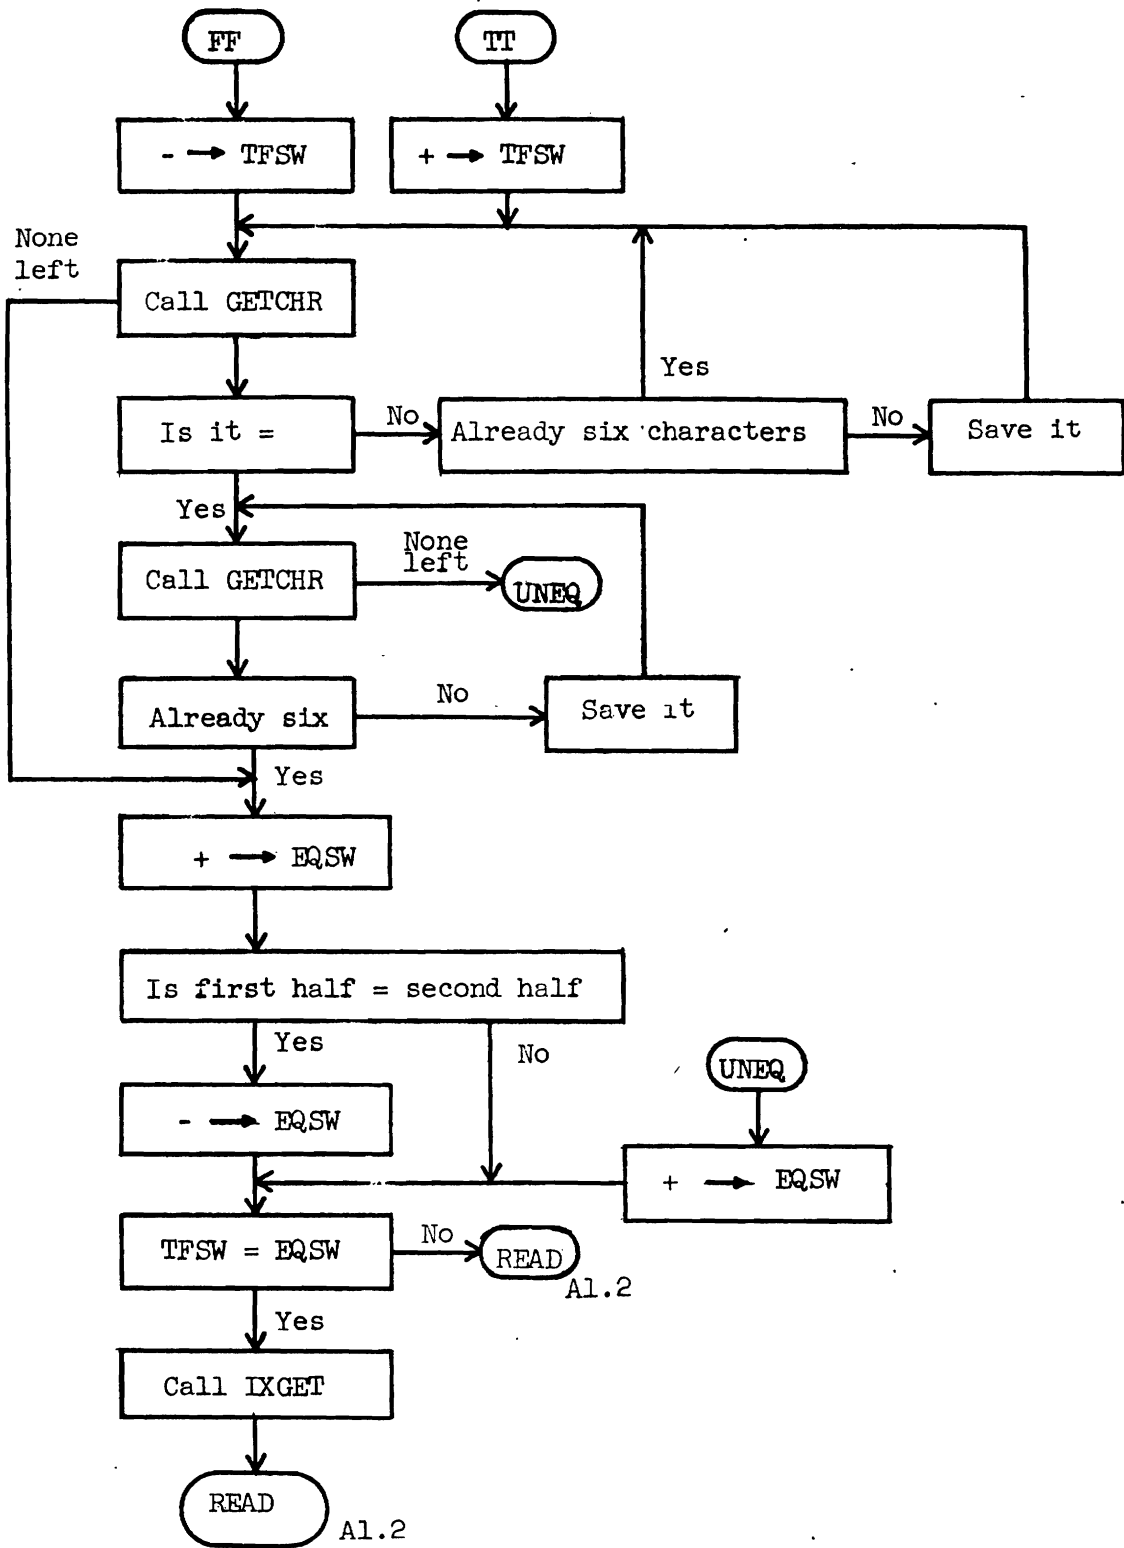 FF
TT
- → TFSW
+ → TFSW
None
left
Call GETCHR
Yes
Is it =
No
Already six characters
No
Save it
Yes
None
left
Call GETCHR
UNEQ
Already six
No
Save it
Yes
+ → EQSW
Is first half = second half
Yes
No
UNEQ
- → EQSW
+ → EQSW
TFSW = EQSW
No
READ
A1.2
Yes
Call IXGET
READ
A1.2